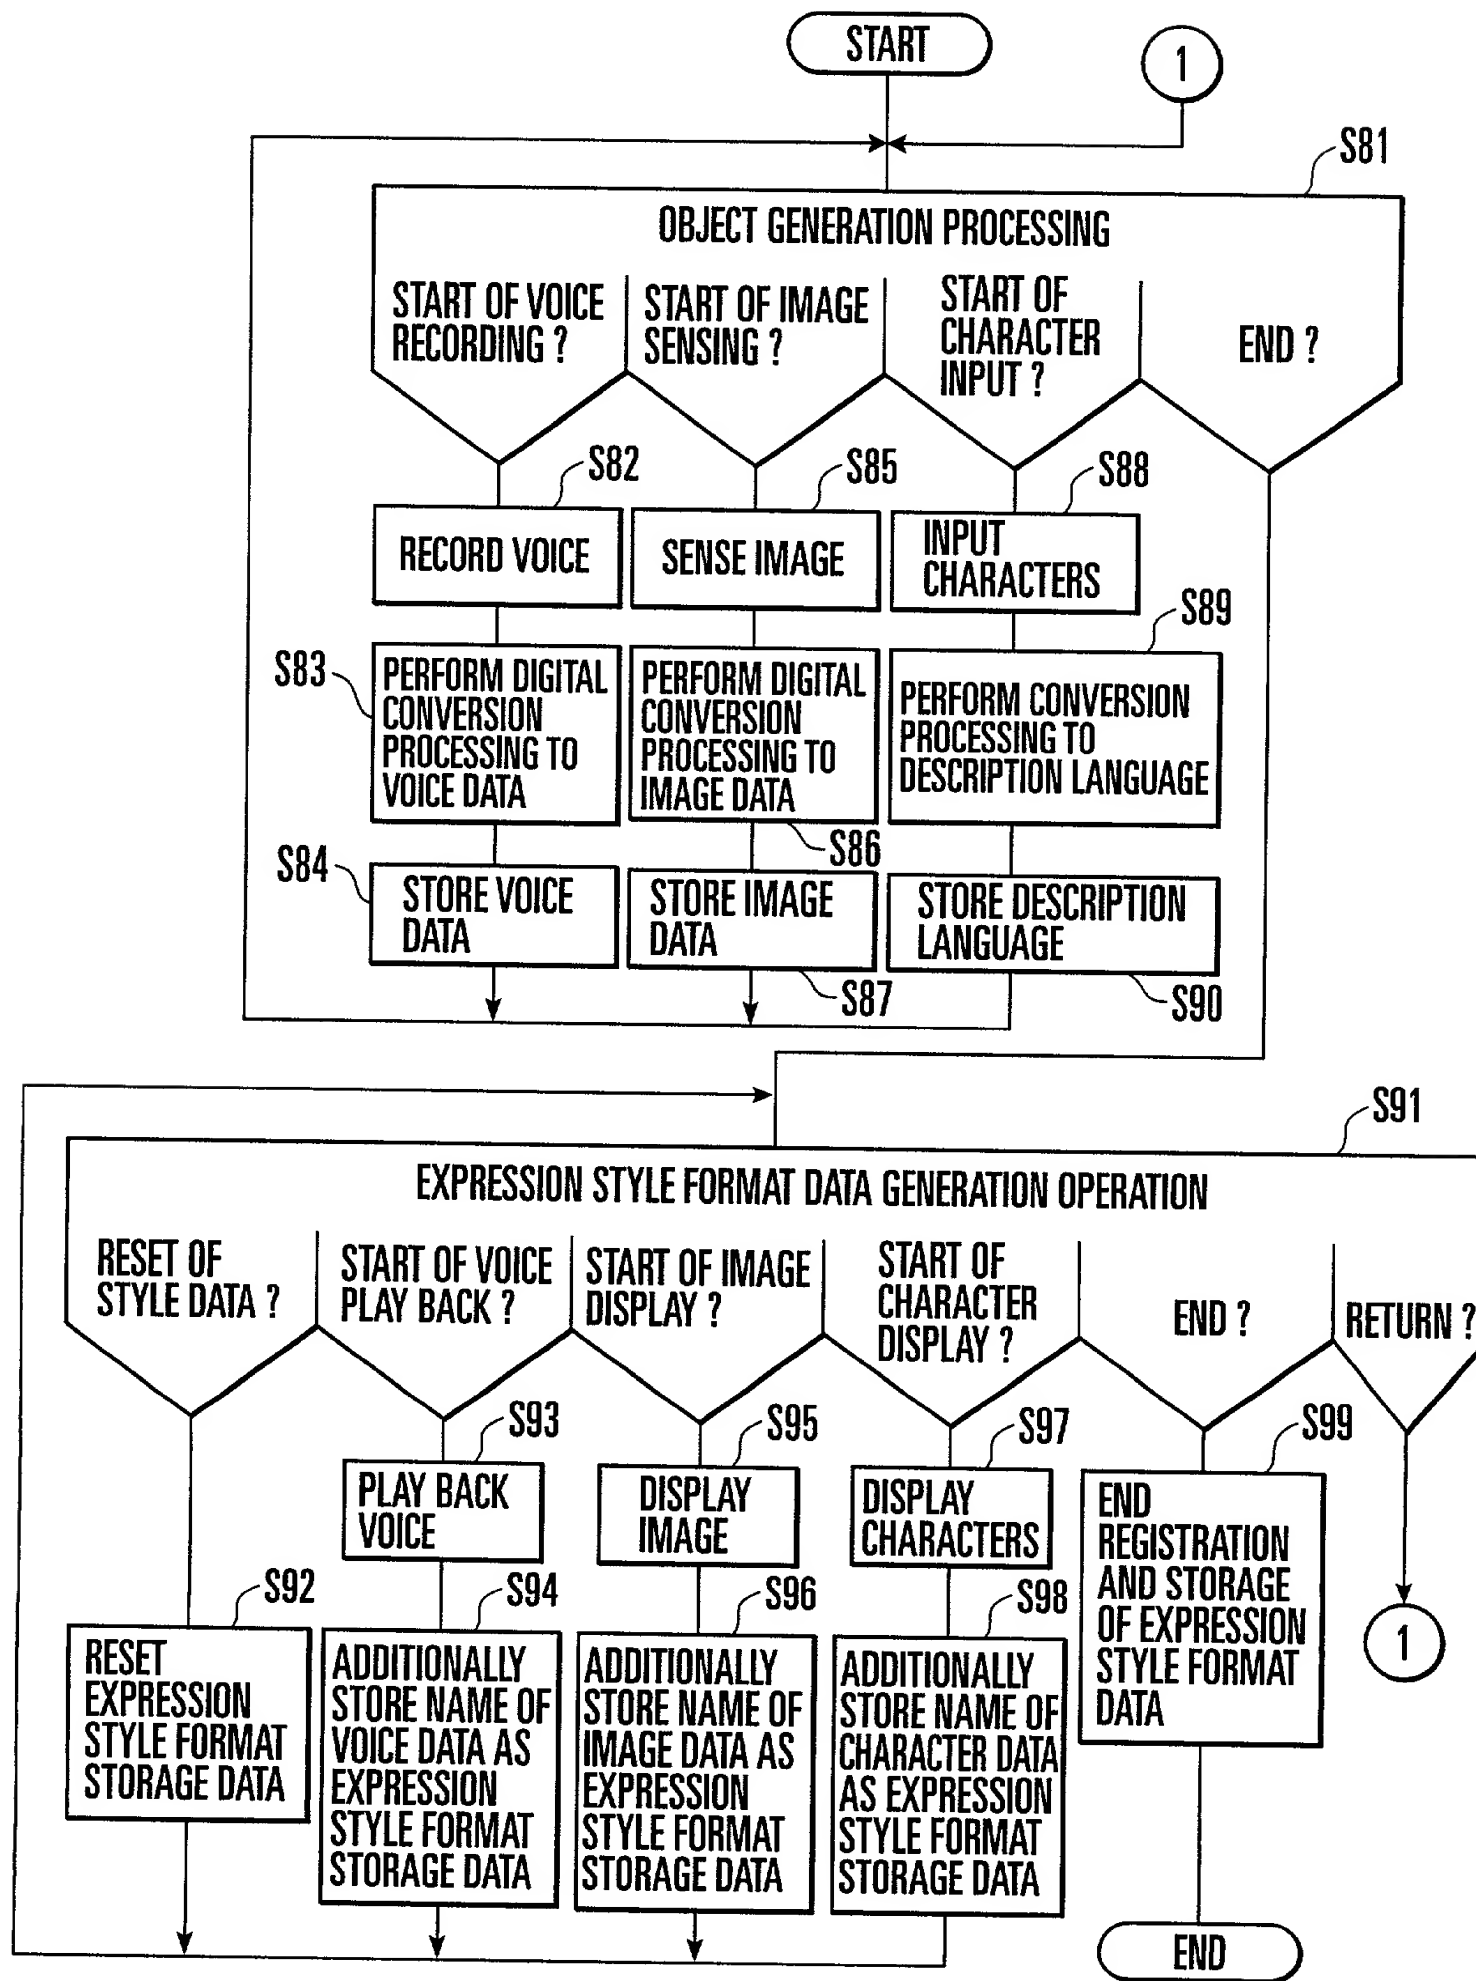 START
1
S81
OBJECT GENERATION PROCESSING
START OF VOICE
RECORDING ?
START OF IMAGE
SENSING ?
START OF
CHARACTER
INPUT ?
END ?
S82
RECORD VOICE
S85
SENSE IMAGE
S88
INPUT
CHARACTERS
S83
PERFORM DIGITAL
CONVERSION
PROCESSING TO
VOICE DATA
PERFORM DIGITAL
CONVERSION
PROCESSING TO
IMAGE DATA
S86
S89
PERFORM CONVERSION
PROCESSING TO
DESCRIPTION LANGUAGE
S84
STORE VOICE
DATA
STORE IMAGE
DATA
S87
STORE DESCRIPTION
LANGUAGE
S90
S91
EXPRESSION STYLE FORMAT DATA GENERATION OPERATION
RESET OF
STYLE DATA ?
START OF VOICE
PLAY BACK ?
START OF IMAGE
DISPLAY ?
START OF
CHARACTER
DISPLAY ?
END ?
RETURN ?
S93
PLAY BACK
VOICE
S95
DISPLAY
IMAGE
S97
DISPLAY
CHARACTERS
S99
END
REGISTRATION
AND STORAGE
OF EXPRESSION
STYLE FORMAT
DATA
1
S92
RESET
EXPRESSION
STYLE FORMAT
STORAGE DATA
S94
ADDITIONALLY
STORE NAME OF
VOICE DATA AS
EXPRESSION
STYLE FORMAT
STORAGE DATA
S96
ADDITIONALLY
STORE NAME OF
IMAGE DATA AS
EXPRESSION
STYLE FORMAT
STORAGE DATA
S98
ADDITIONALLY
STORE NAME OF
CHARACTER DATA
AS EXPRESSION
STYLE FORMAT
STORAGE DATA
END